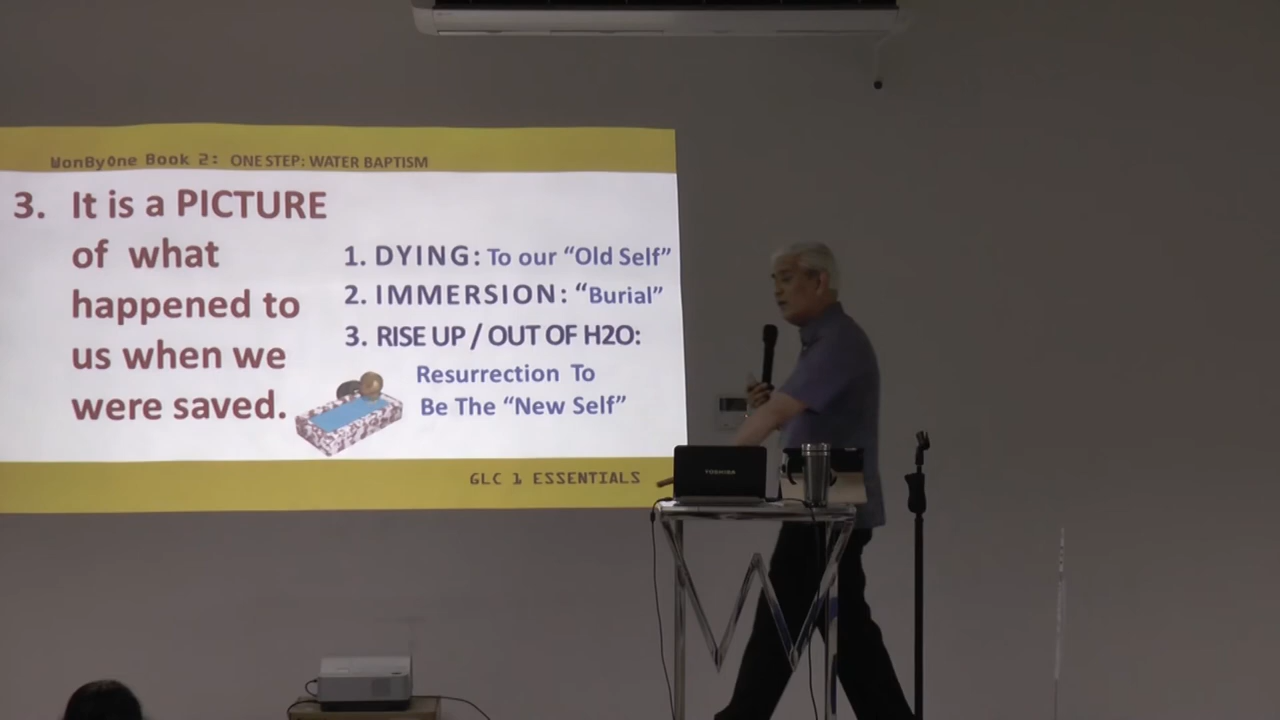 WonByOne Book 2: ONE STEP: WATER BAPTISM
3. It is a PICTURE
of what
happened to
us when we
were saved.
1. DYING: To our “Old Self”
2. IMMERSION: “Burial”
3. RISE UP / OUT OF H2O:
Resurrection To
Be The “New Self”
GLC 1 ESSENTIALS
TOSHIBA